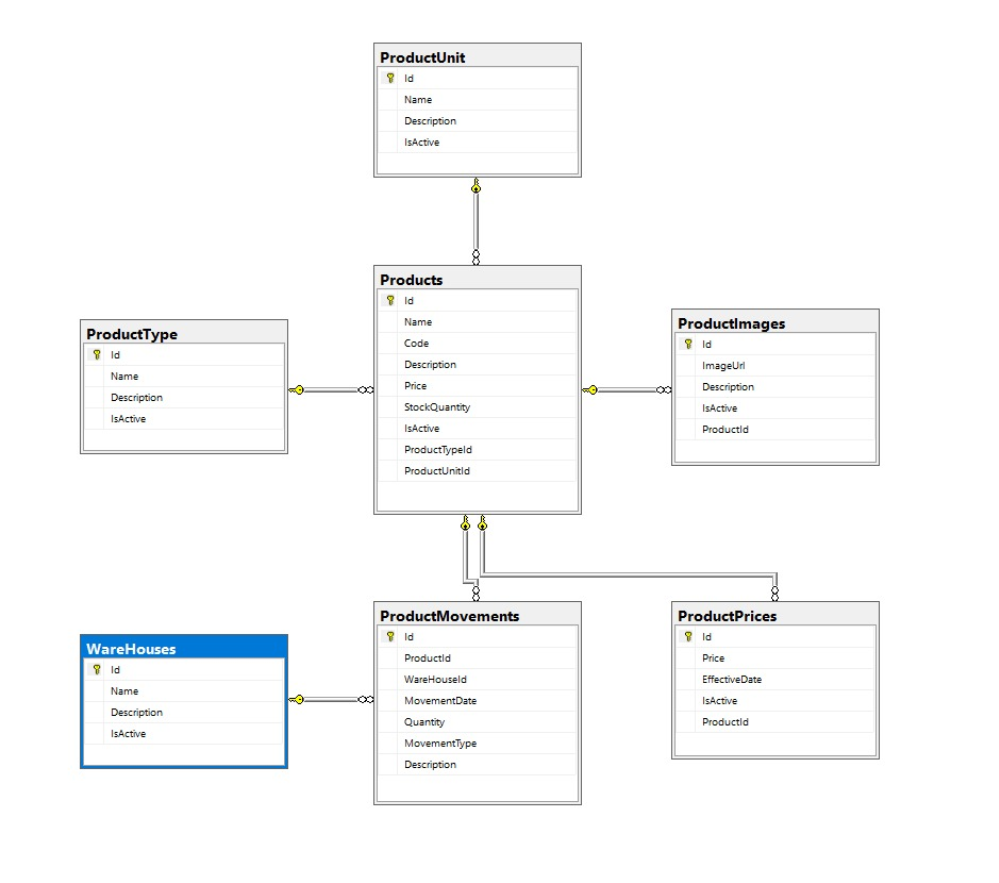 ProductUnit
Id
Name
Description
IsActive
Products
Id
Name
Code
Description
Price
StockQuantity
IsActive
ProductTypeId
ProductUnitId
ProductType
Id
Name
Description
IsActive
ProductImages
Id
ImageUrl
Description
IsActive
ProductId
WareHouses
Id
Name
Description
IsActive
ProductMovements
Id
ProductId
WareHouseId
MovementDate
Quantity
MovementType
Description
ProductPrices
Id
Price
EffectiveDate
IsActive
ProductId